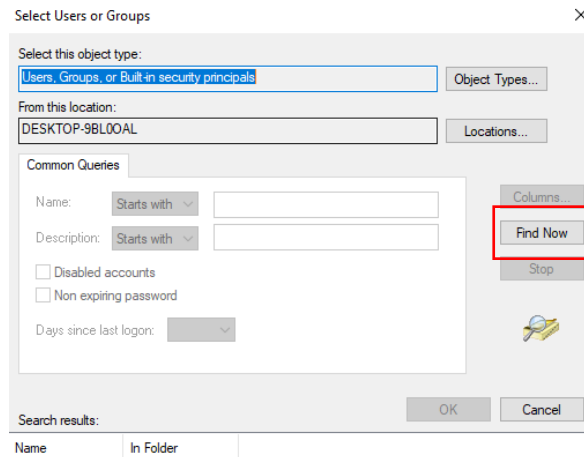 Select Users or Groups
Select this object type:
Users, Groups, or Built-in security principals
Object Types...
From this location:
DESKTOP-9BL0OAL
Locations...
Common Queries
Name:
Starts with
Columns...
Description:
Starts with
Find Now
Disabled accounts
Stop
Non expiring password
Days since last logon:
OK
Cancel
Search results:
Name
In Folder